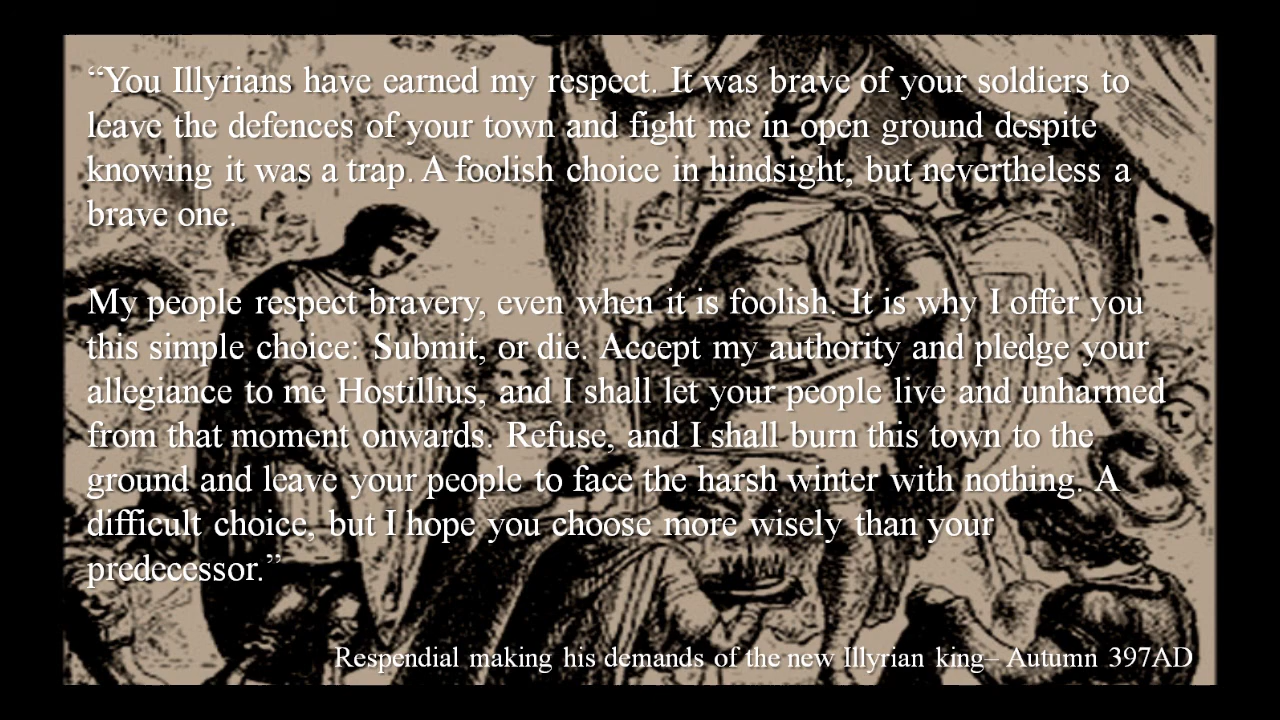 “You Illyrians have earned my respect. It was brave of your soldiers to
leave the defences of your town and fight me in open ground despite
knowing it was a trap. A foolish choice in hindsight, but nevertheless a
brave one.
My people respect bravery, even when it is foolish. It is why I offer you
this simple choice: Submit, or die. Accept my authority and pledge your
allegiance to me Hostillius, and I shall let your people live and unharmed
from that moment onwards. Refuse, and I shall burn this town to the
ground and leave your people to face the harsh winter with nothing. A
difficult choice, but I hope you choose more wisely than your
predecessor.”
Respendial making his demands of the new Illyrian king– Autumn 397AD